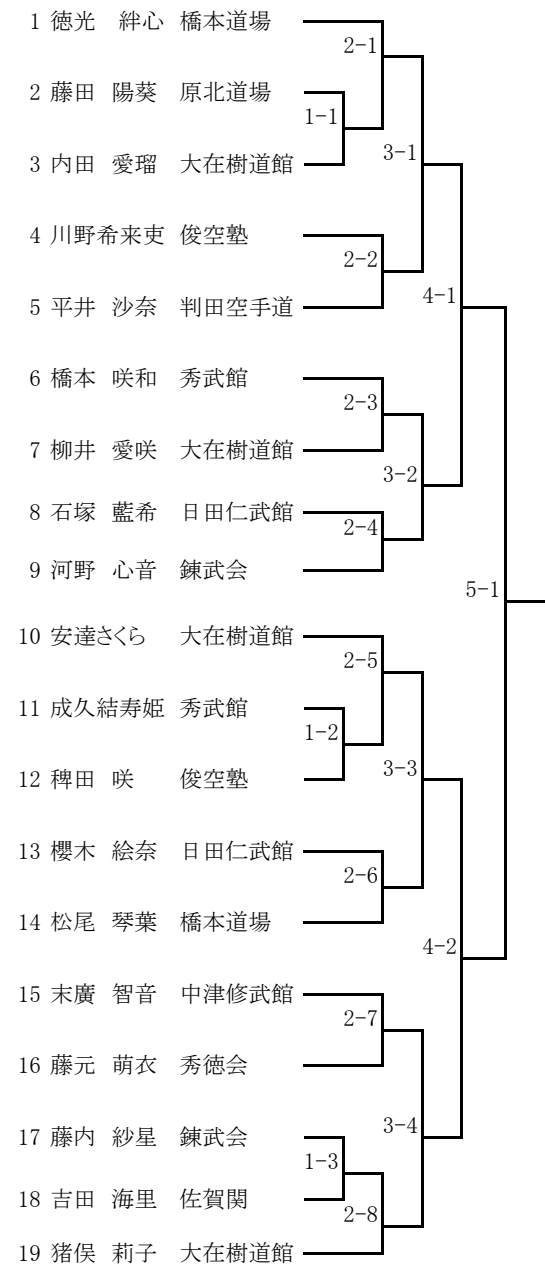 1 徳光　絆心 橋本道場
2-1
2 藤田　陽葵　原北道場
1-1
3 内田　愛瑠　大在樹道館
3-1
4 川野希来吏　俊空塾
2-2
5 平井　沙奈　判田空手道
4-1
6 橋本　咲和　秀武館
2-3
7 柳井　愛咲　大在樹道館
3-2
8 石塚　藍希　日田仁武館
2-4
9 河野　心音　錬武会
5-1
10 安達さくら　大在樹道館
2-5
11 成久結寿姫　秀武館
1-2
12 稗田　咲　俊空塾
3-3
13 櫻木　絵奈　日田仁武館
2-6
14 松尾　琴葉　橋本道場
4-2
15 末廣　智音　中津修武館
2-7
16 藤元　萌衣　秀徳会
3-4
17 藤内　紗星　錬武会
1-3
18 吉田　海里　佐賀関
2-8
19 猪俣　莉子　大在樹道館